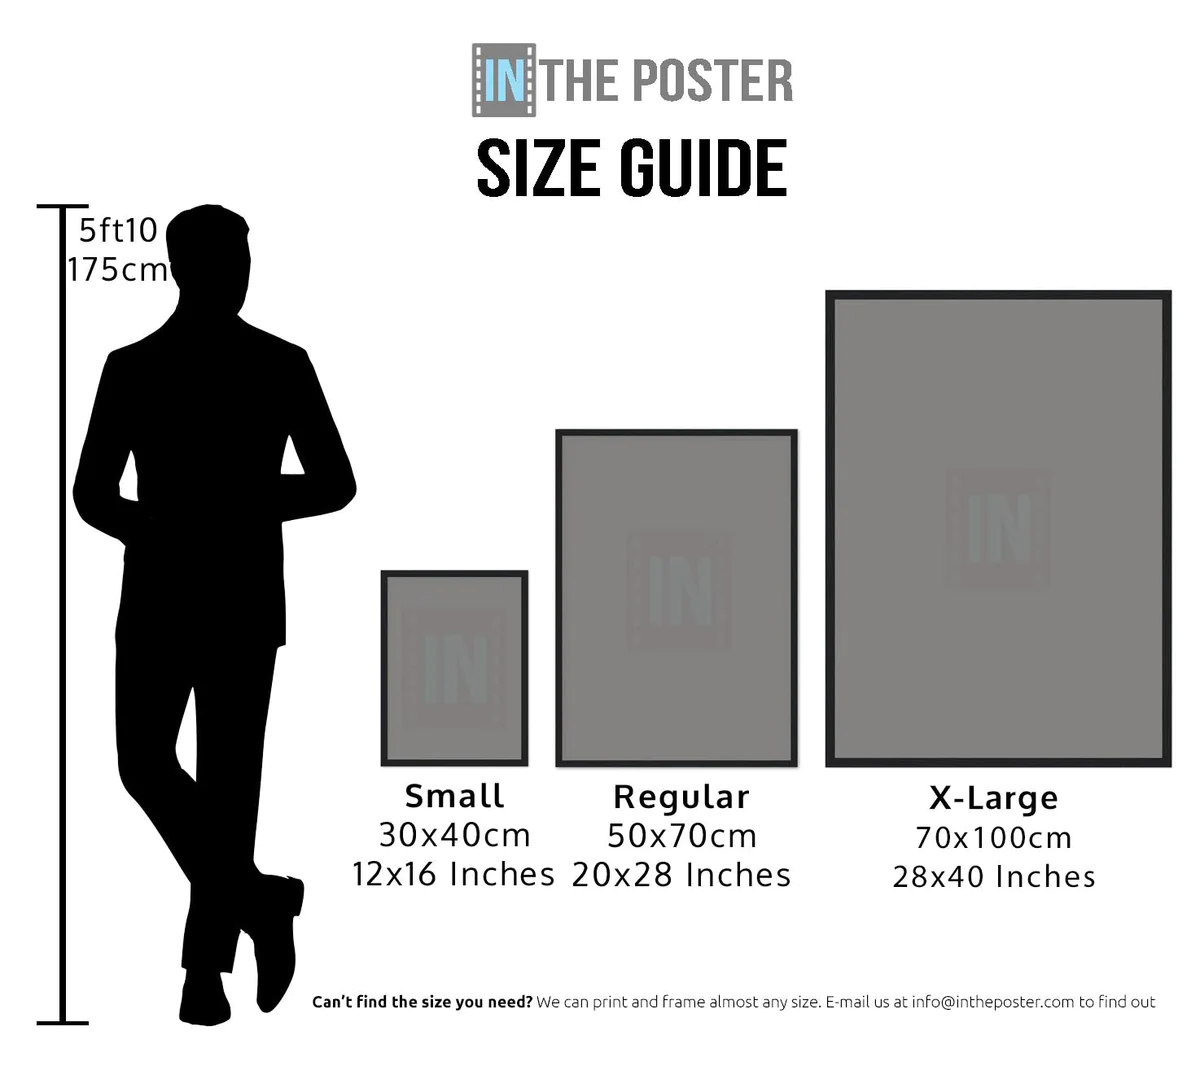 IN THE POSTER
SIZE GUIDE
5ft10
175cm
IN
IN
IN
Small
30x40cm
12x16 Inches
Regular
50x70cm
20x28 Inches
X-Large
70x100cm
28x40 Inches
Can't find the size you need? We can print and frame almost any size. E-mail us at info@intheposter.com to find out